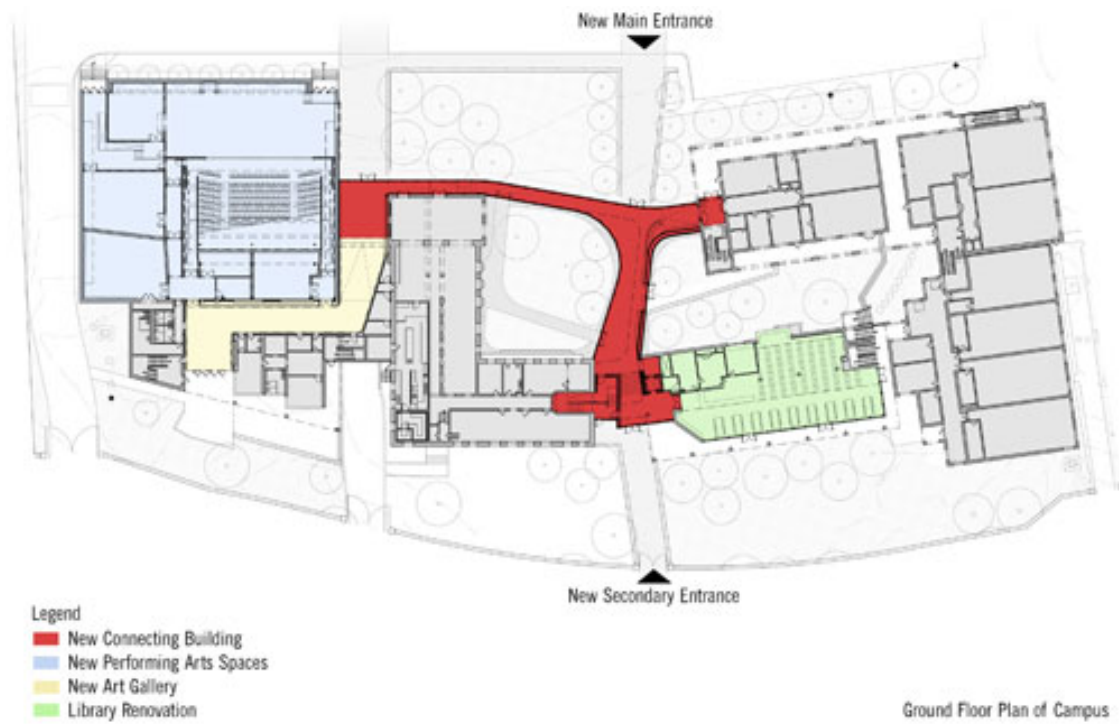 New Main Entrance
New Secondary Entrance
Legend
New Connecting Building
New Performing Arts Spaces
New Art Gallery
Library Renovation
Ground Floor Plan of Campus